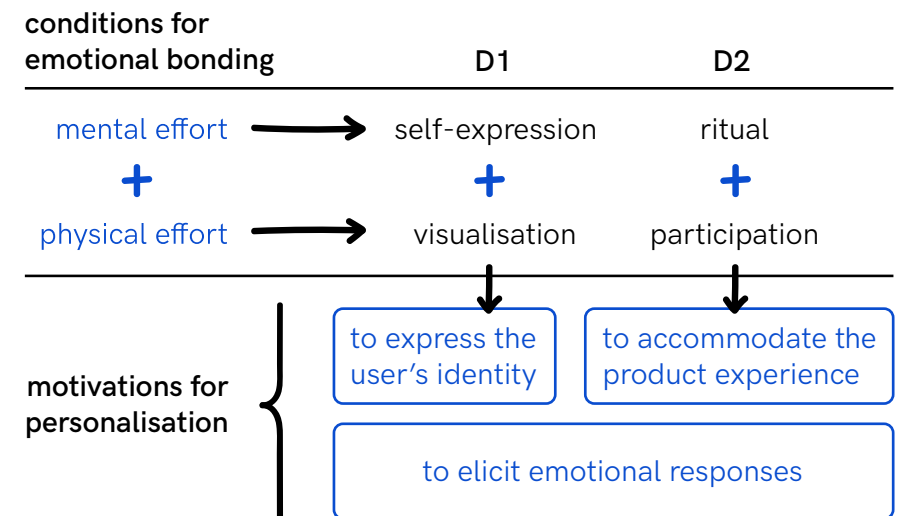 conditions for
emotional bonding
D1
D2
mental effort
self-expression
ritual
+
+
+
physical effort
visualisation
participation
motivations for
personalisation
to express the
user’s identity
to accommodate the
product experience
to elicit emotional responses